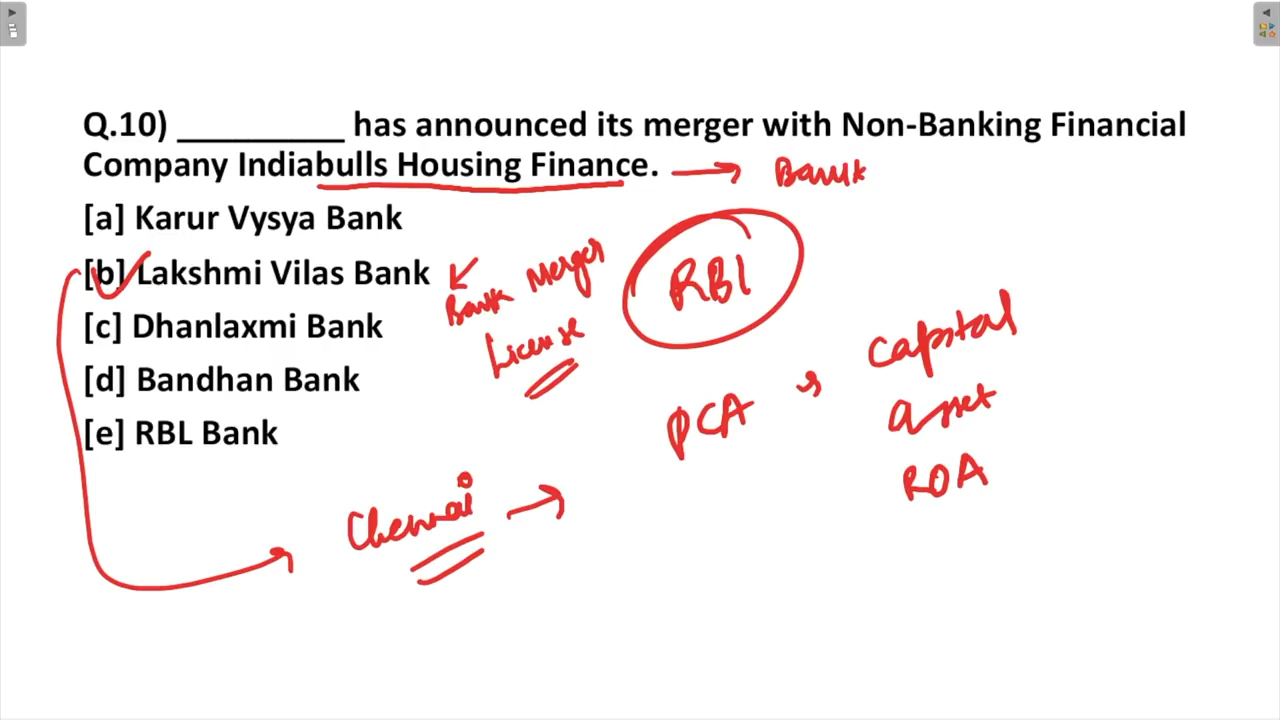 Q.10) __________ has announced its merger with Non-Banking Financial
Company Indiabulls Housing Finance. → Bank
[a] Karur Vysya Bank
[b] Lakshmi Vilas Bank
Bank Merger
License
RBI
[c] Dhanlaxmi Bank
[d] Bandhan Bank
[e] RBL Bank
PCA → Capital
asset
ROA
Chennai →